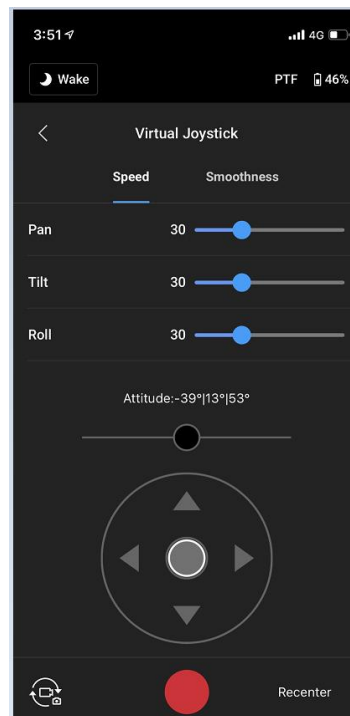 3:51 4G
Wake PTF 46%
Virtual Joystick
Speed Smoothness
Pan 30
Tilt 30
Roll 30
Attitude:-39°|13°|53°
Recenter